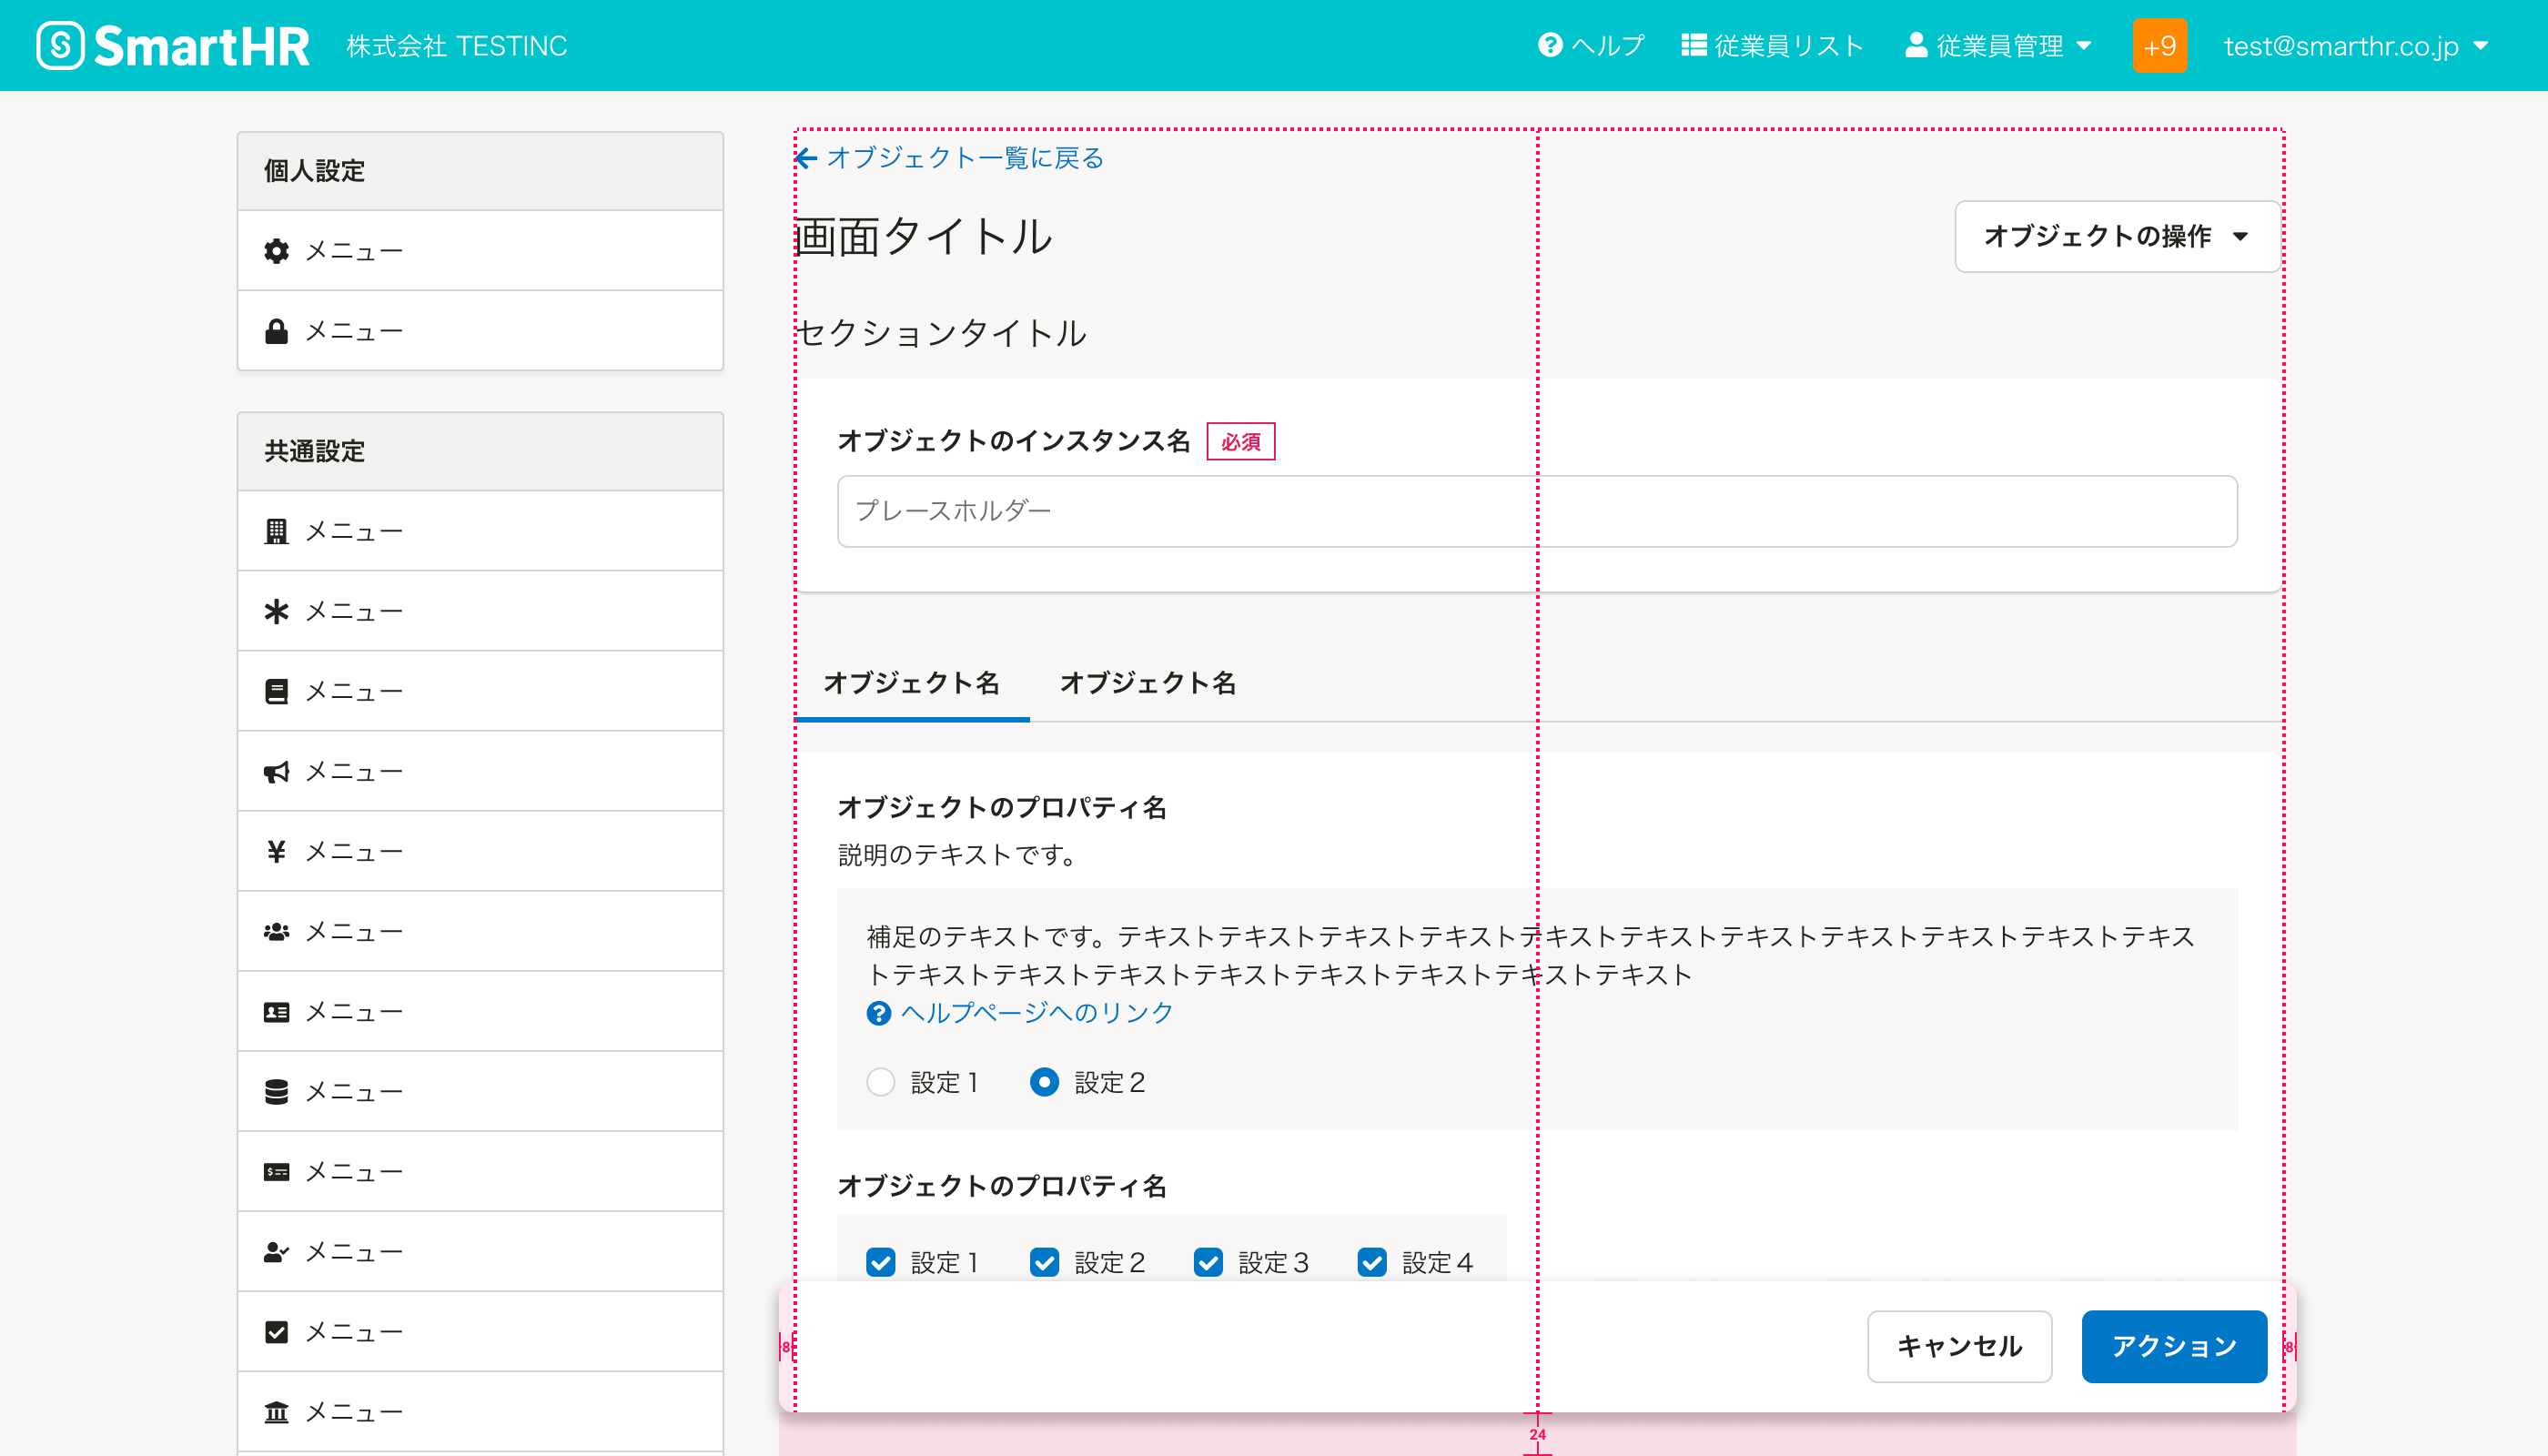 SmartHR 株式会社 TESTINC ヘルプ 従業員リスト 従業員管理 +9 test@smarthr.co.jp
個人設定
メニュー
メニュー
共通設定
メニュー
メニュー
メニュー
メニュー
¥ メニュー
メニュー
メニュー
メニュー
メニュー
メニュー
メニュー
メニュー
オブジェクト一覧に戻る
画面タイトル
オブジェクトの操作
セクションタイトル
オブジェクトのインスタンス名 必須
プレースホルダー
オブジェクト名 オブジェクト名
オブジェクトのプロパティ名
説明のテキストです。
補足のテキストです。テキストテキストテキストテキストテキストテキストテキストテキストテキストテキストテキス
トテキストテキストテキストテキストテキストテキストテキストテキスト
ヘルプページへのリンク
設定1 設定2
オブジェクトのプロパティ名
設定1 設定2 設定3 設定4
キャンセル アクション
8 8
24